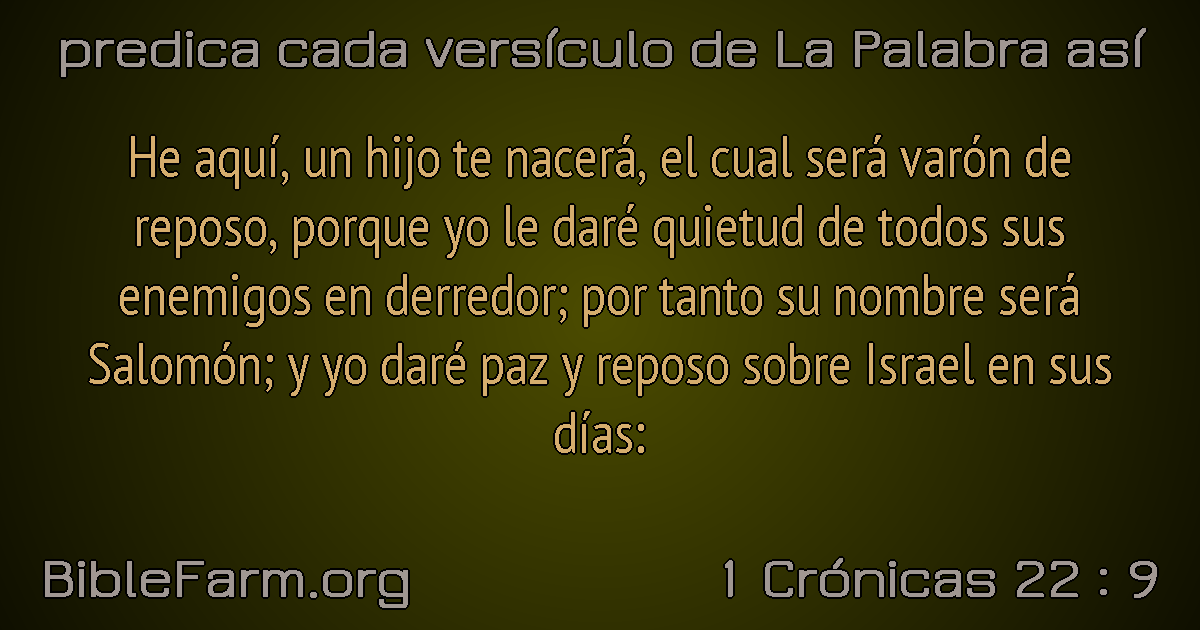 predica cada versículo de La Palabra así
He aquí, un hijo te nacerá, el cual será varón de
reposo, porque yo le daré quietud de todos sus
enemigos en derredor; por tanto su nombre será
Salomón; y yo daré paz y reposo sobre Israel en sus
días:
BibleFarm.org
1 Crónicas 22 : 9